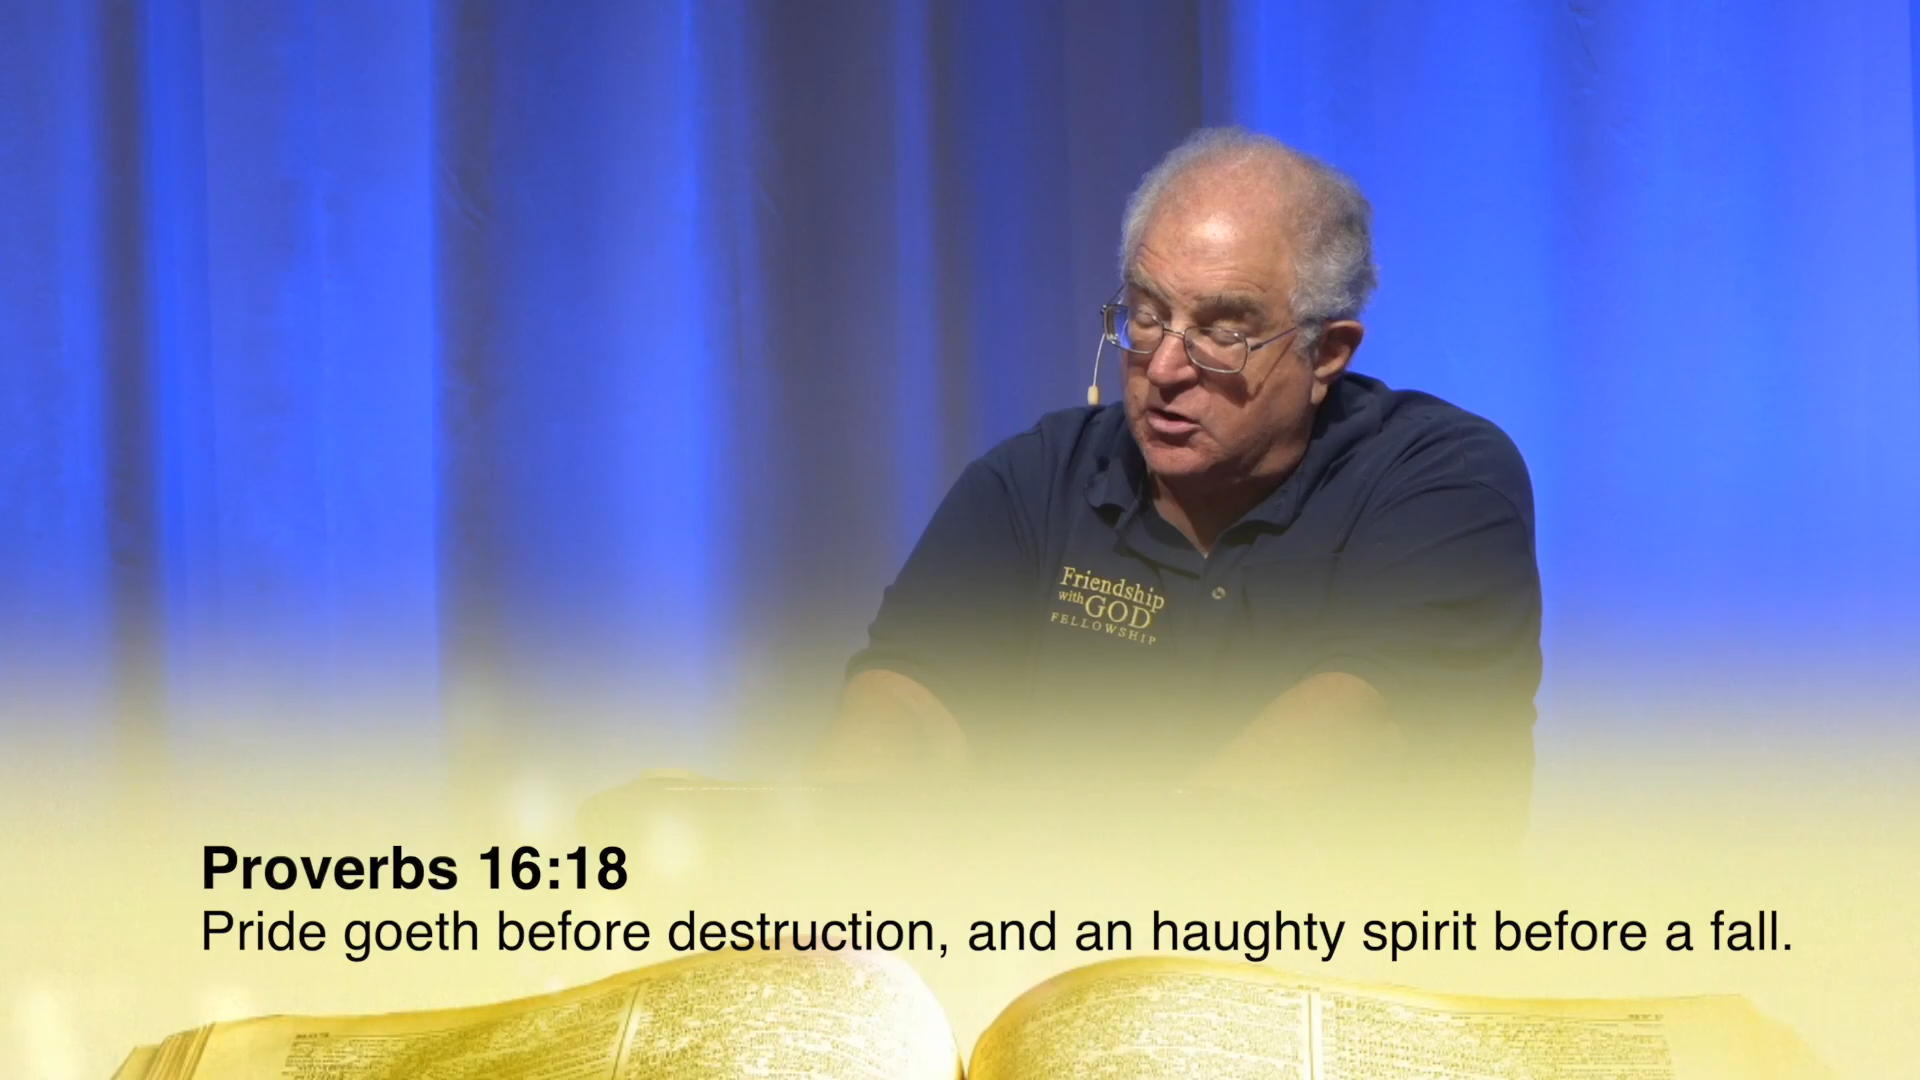 Friendship
with GOD
FELLOWSHIP
Proverbs 16:18
Pride goeth before destruction, and an haughty spirit before a fall.